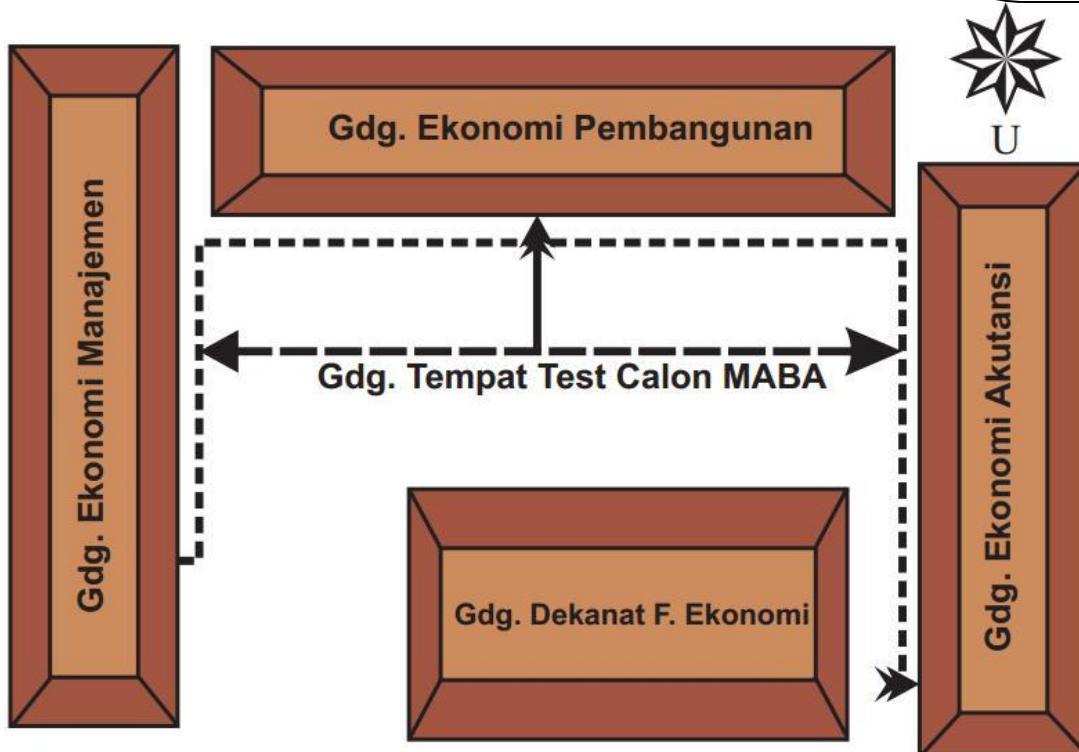 Gdg. Ekonomi Pembangunan
U
Gdg. Ekonomi Manajemen
Gdg. Tempat Test Calon MABA
Gdg. Ekonomi Akutansi
Gdg. Dekanat F. Ekonomi